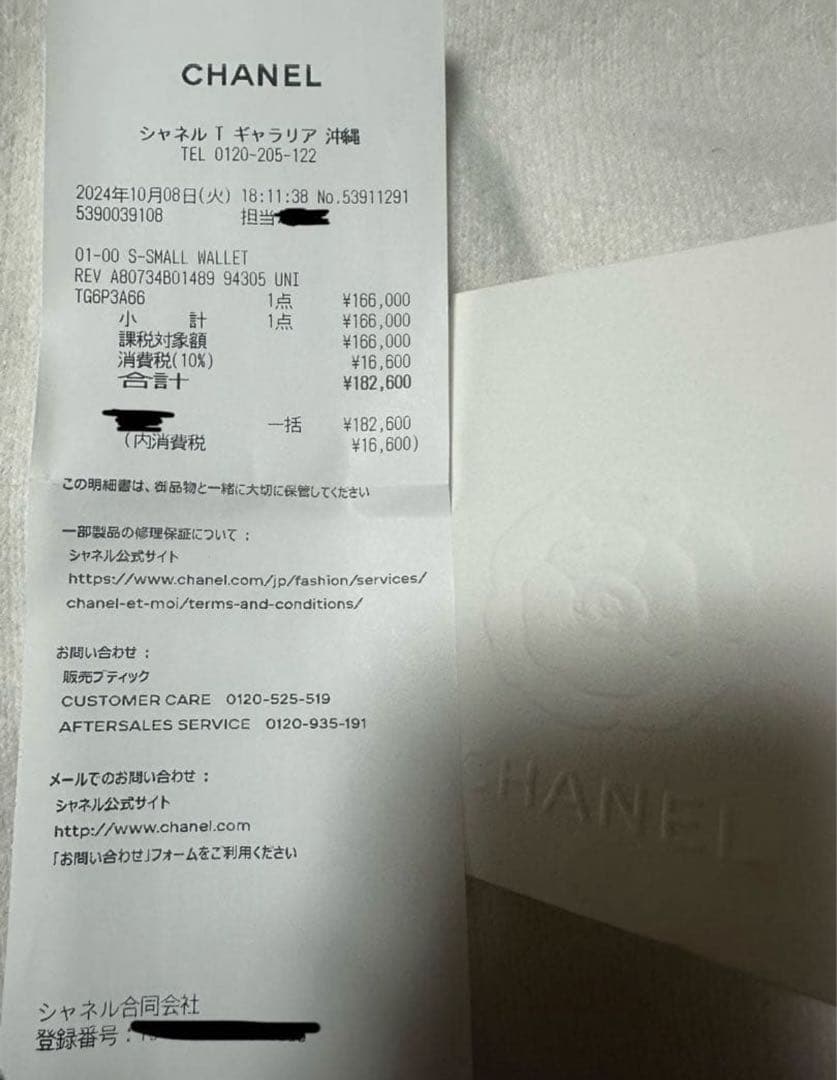 CHANEL
シャネル T ギャラリア 沖縄
TEL 0120-205-122
2024年10月08日(火) 18:11:38 No.53911291
5390039108 担当
01-00 S-SMALL WALLET
REV A80734B01489 94305 UNI
TG6P3A66 1点 ¥166,000
小 計 1点 ¥166,000
課税対象額 ¥166,000
消費税(10%) ¥16,600
合計 ¥182,600
一括 ¥182,600
(内消費税 ¥16,600)
この明細書は、御品物と一緒に大切に保管してください
一部製品の修理保証について：
シャネル公式サイト
https://www.chanel.com/jp/fashion/services/
chanel-et-moi/terms-and-conditions/
お問い合わせ：
販売ブティック
CUSTOMER CARE 0120-525-519
AFTERSALES SERVICE 0120-935-191
メールでのお問い合わせ：
シャネル公式サイト
http://www.chanel.com
「お問い合わせ」フォームをご利用ください
シャネル合同会社
登録番号：
CHANEL